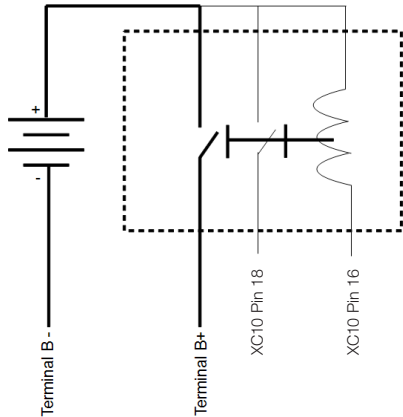 +
-
Terminal B -
Terminal B+
XC10 Pin 18
XC10 Pin 16